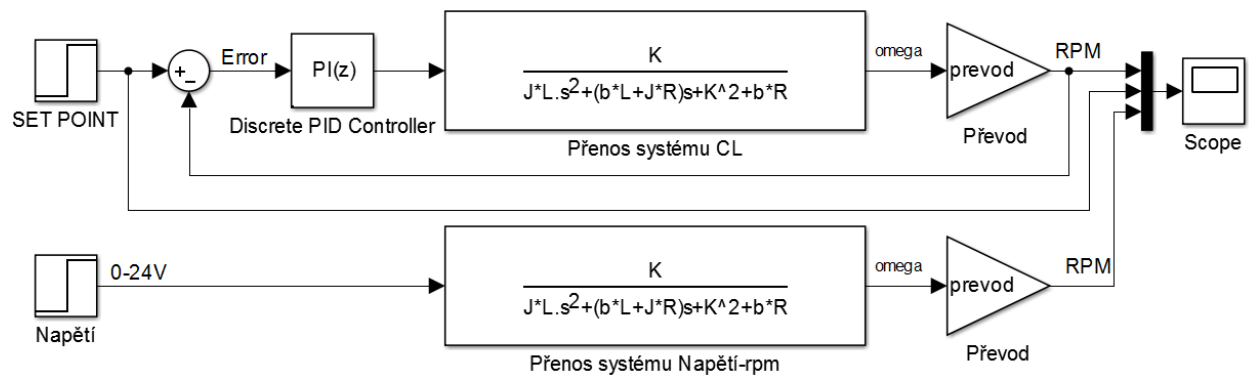 SET POINT
+
−
Error
PI(z)
Discrete PID Controller
K
J*L.s2+(b*L+J*R)s+K^2+b*R
Přenos systému CL
omega
prevod
Převod
RPM
Scope
Napětí
0-24V
K
J*L.s2+(b*L+J*R)s+K^2+b*R
Přenos systému Napětí-rpm
omega
prevod
Převod
RPM